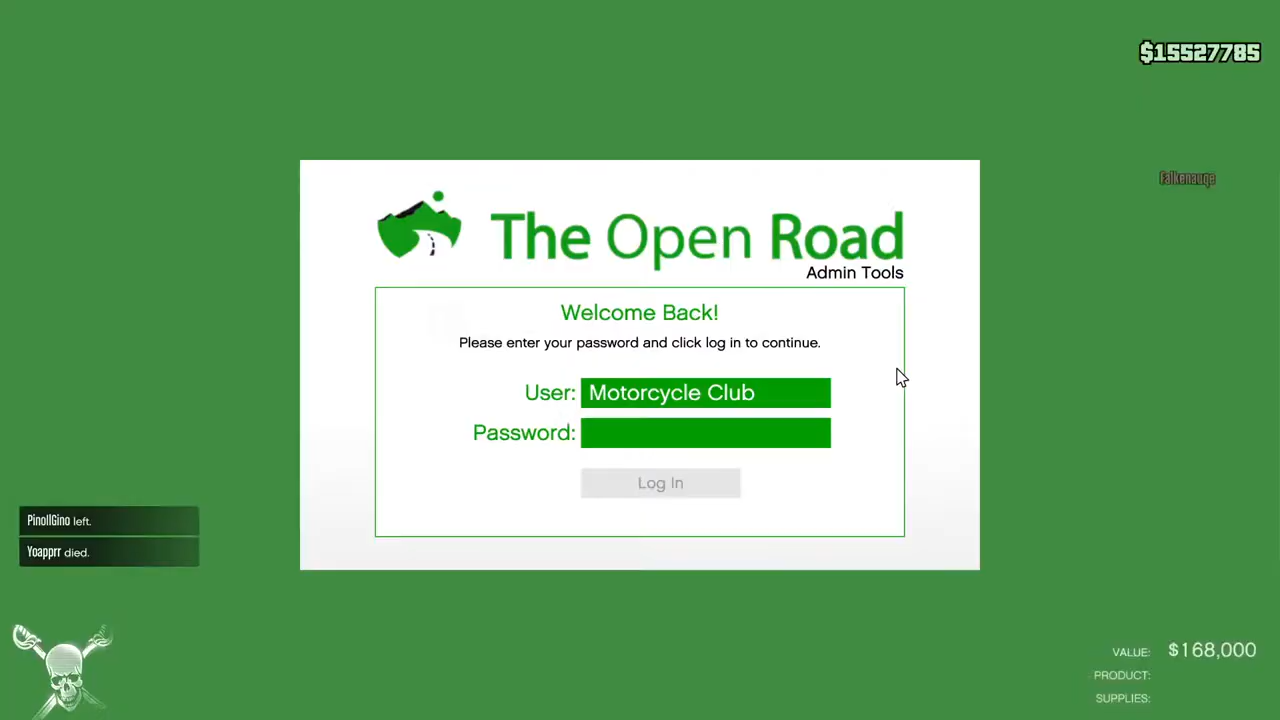 $15527785
Falkenauge
The Open Road
Admin Tools
Welcome Back!
Please enter your password and click log in to continue.
User: Motorcycle Club
Password:
Log In
PinollGino left.
Yoapprr died.
VALUE: $168,000
PRODUCT:
SUPPLIES: